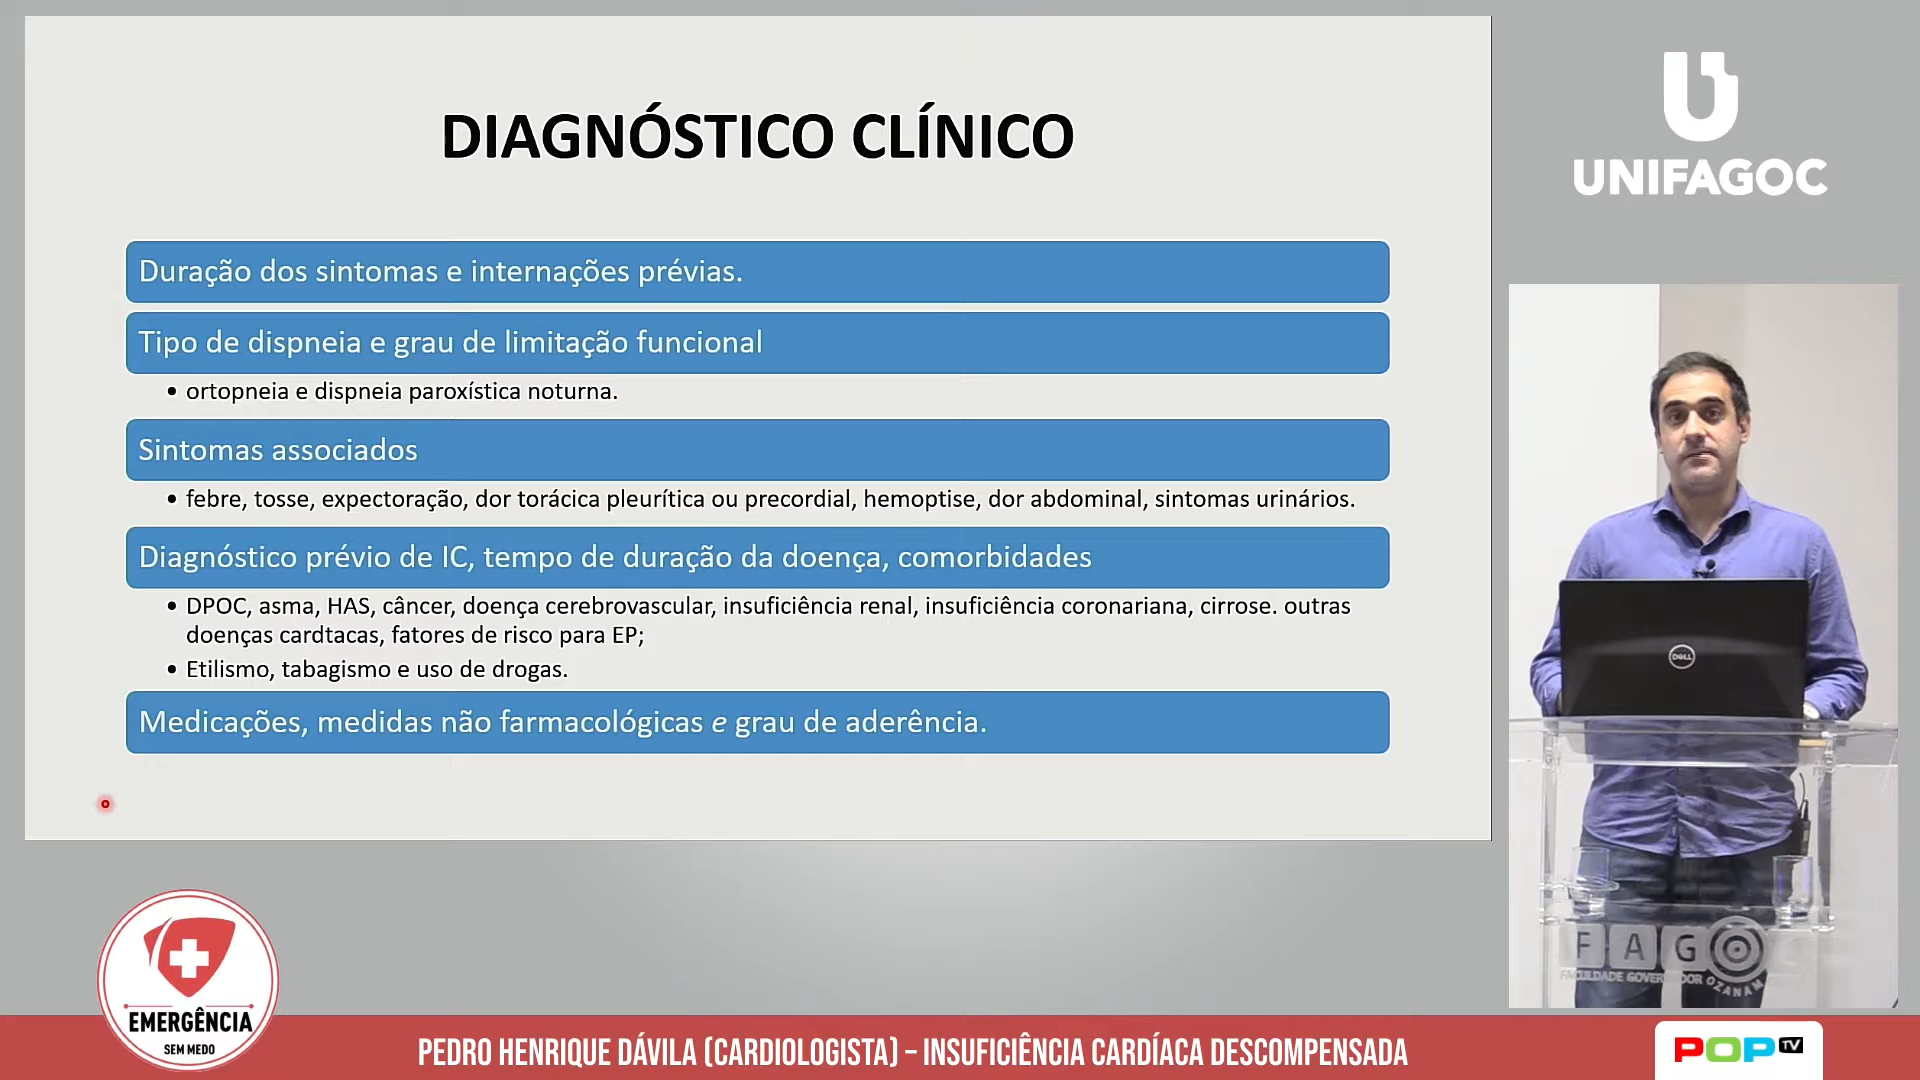 DIAGNÓSTICO CLÍNICO
Duração dos sintomas e internações prévias.
Tipo de dispneia e grau de limitação funcional
• ortopneia e dispneia paroxística noturna.
Sintomas associados
• febre, tosse, expectoração, dor torácica pleurítica ou precordial, hemoptise, dor abdominal, sintomas urinários.
Diagnóstico prévio de IC, tempo de duração da doença, comorbidades
• DPOC, asma, HAS, câncer, doença cerebrovascular, insuficiência renal, insuficiência coronariana, cirrose. outras
doenças cardtacas, fatores de risco para EP;
• Etilismo, tabagismo e uso de drogas.
Medicações, medidas não farmacológicas e grau de aderência.
UNIFAGOC
DELL
FAGOC
FACULDADE GOVERNADOR OZANAM
EMERGÊNCIA
SEM MEDO
PEDRO HENRIQUE DÁVILA (CARDIOLOGISTA) – INSUFICIÊNCIA CARDÍACA DESCOMPENSADA
POP TV